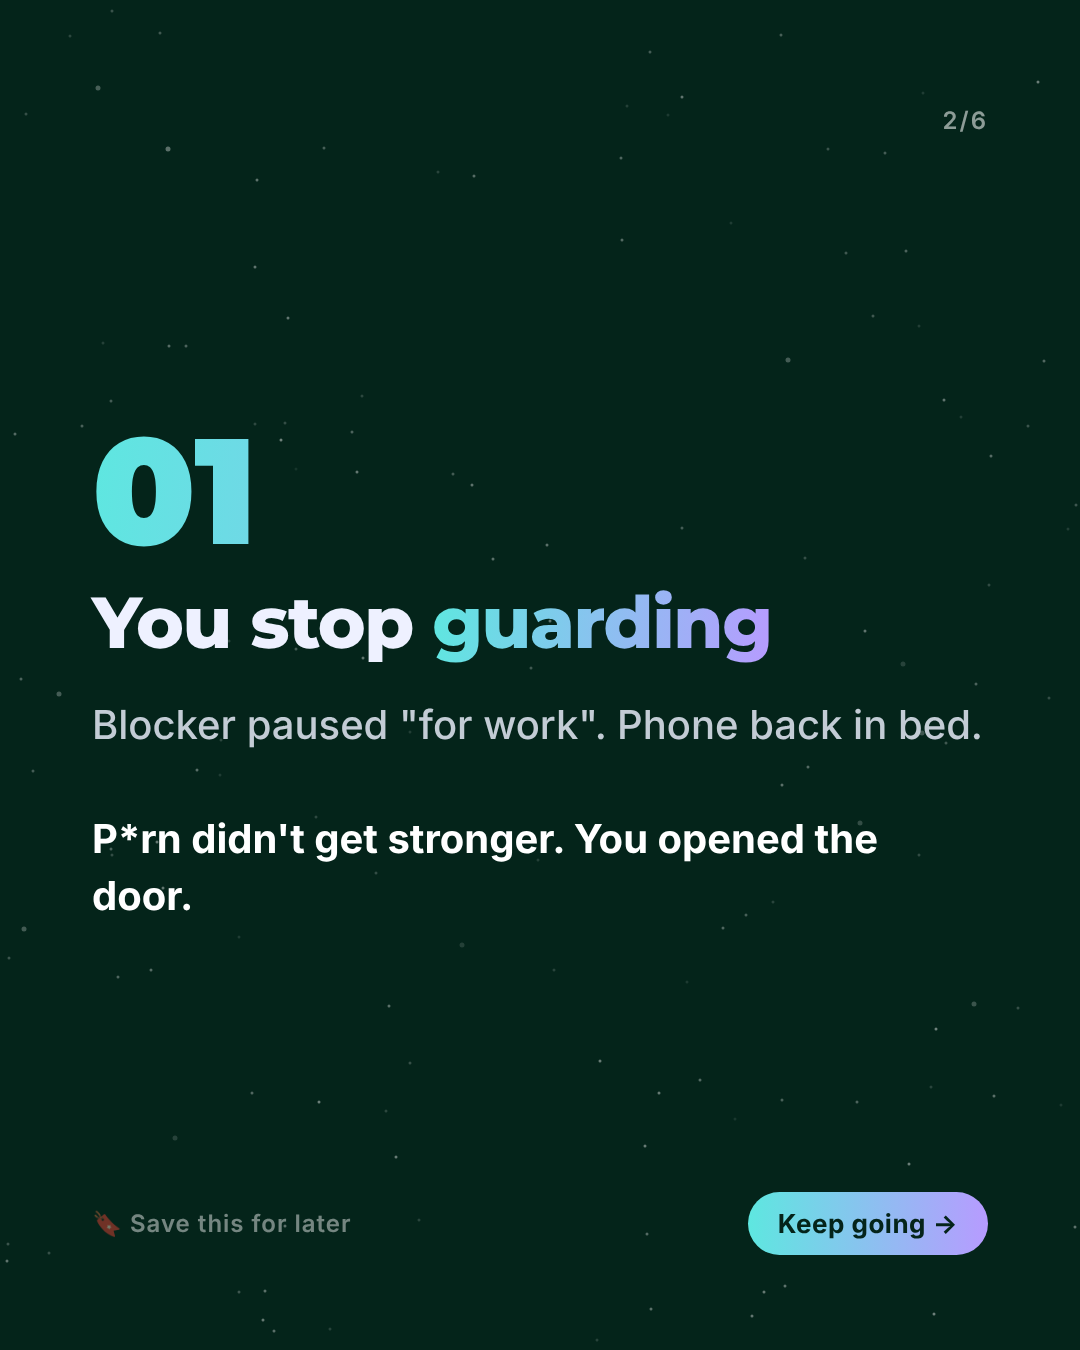 2/6
01
You stop guarding
Blocker paused "for work". Phone back in bed.
P*rn didn't get stronger. You opened the
door.
🔖 Save this for later
Keep going →